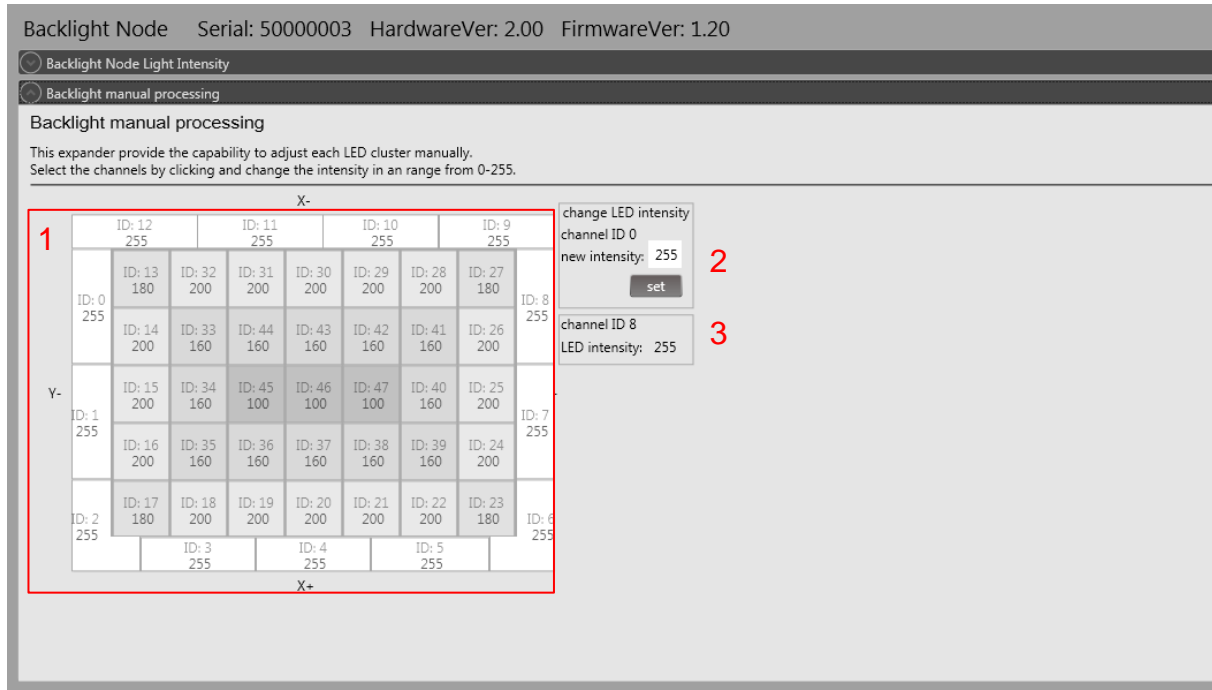 Backlight Node Serial: 50000003 HardwareVer: 2.00 FirmwareVer: 1.20
Backlight Node Light Intensity
Backlight manual processing
Backlight manual processing
This expander provide the capability to adjust each LED cluster manually.
Select the channels by clicking and change the intensity in an range from 0-255.
X-
1
ID: 12 ID: 11 ID: 10 ID: 9
255 255 255 255
ID: 13 ID: 32 ID: 31 ID: 30 ID: 29 ID: 28 ID: 27
180 200 200 200 200 200 180
ID: 0 ID: 8
255 255
ID: 14 ID: 33 ID: 44 ID: 43 ID: 42 ID: 41 ID: 26
200 160 160 160 160 160 200
Y-
ID: 15 ID: 34 ID: 45 ID: 46 ID: 47 ID: 40 ID: 25
200 160 100 100 100 160 200
ID: 1 ID: 7
255 255
ID: 16 ID: 35 ID: 36 ID: 37 ID: 38 ID: 39 ID: 24
200 160 160 160 160 160 200
ID: 17 ID: 18 ID: 19 ID: 20 ID: 21 ID: 22 ID: 23
180 200 200 200 200 200 180
ID: 2 ID: 6
255 255
ID: 3 ID: 4 ID: 5
255 255 255
X+
change LED intensity
channel ID 0
new intensity: 255
set
2
channel ID 8
LED intensity: 255
3